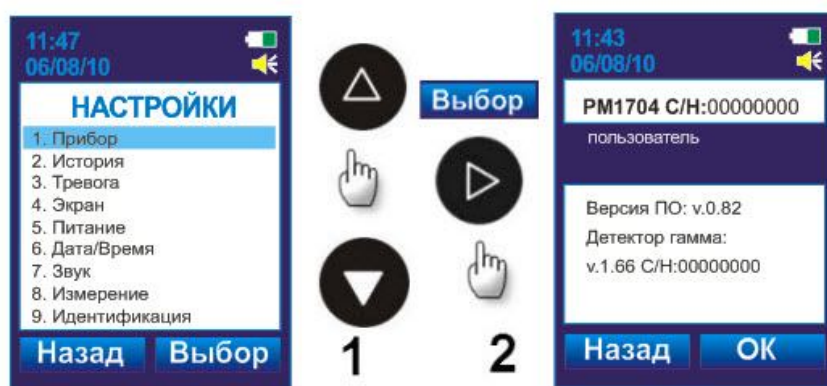 11:47
06/08/10
НАСТРОЙКИ
1. Прибор
2. История
3. Тревога
4. Экран
5. Питание
6. Дата/Время
7. Звук
8. Измерение
9. Идентификация
Назад Выбор
1
Выбор
2
11:43
06/08/10
PM1704 С/Н:00000000
пользователь
Версия ПО: v.0.82
Детектор гамма:
v.1.66 С/Н:00000000
Назад ОК